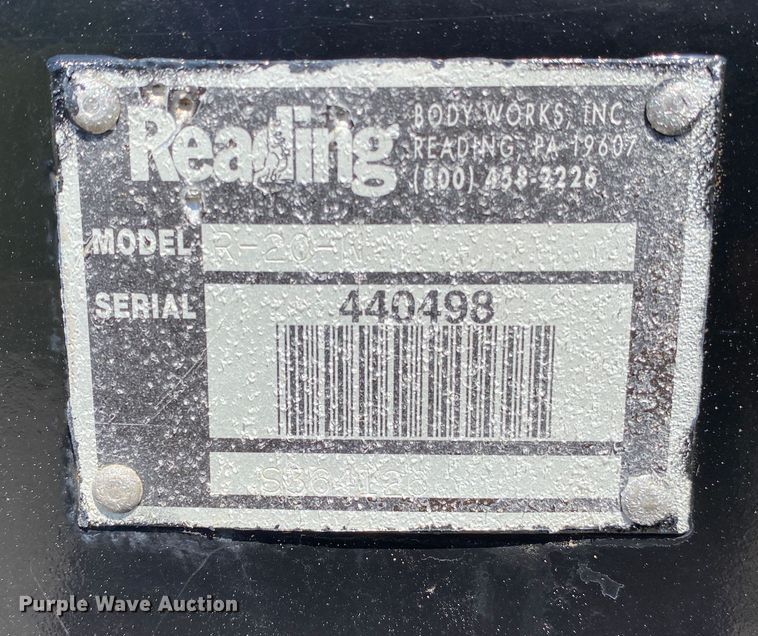 Reading
BODY WORKS, INC.
READING, PA 19607
(800) 458-2226
MODEL
SERIAL 440498
Purple Wave Auction